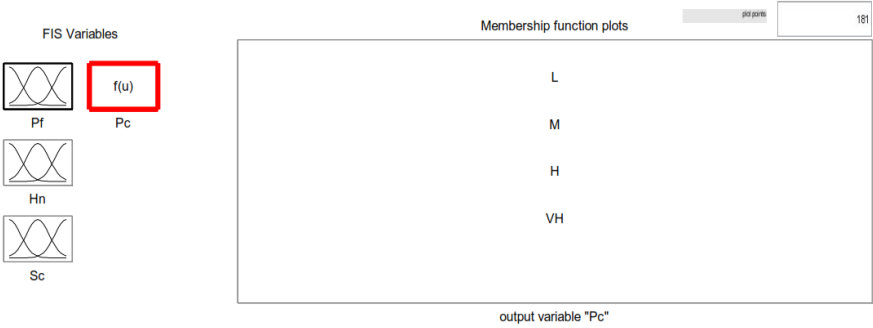 FIS Variables
f(u)
Pf
Pc
Hn
Sc
Membership function plots
plot points
181
L
M
H
VH
output variable "Pc"